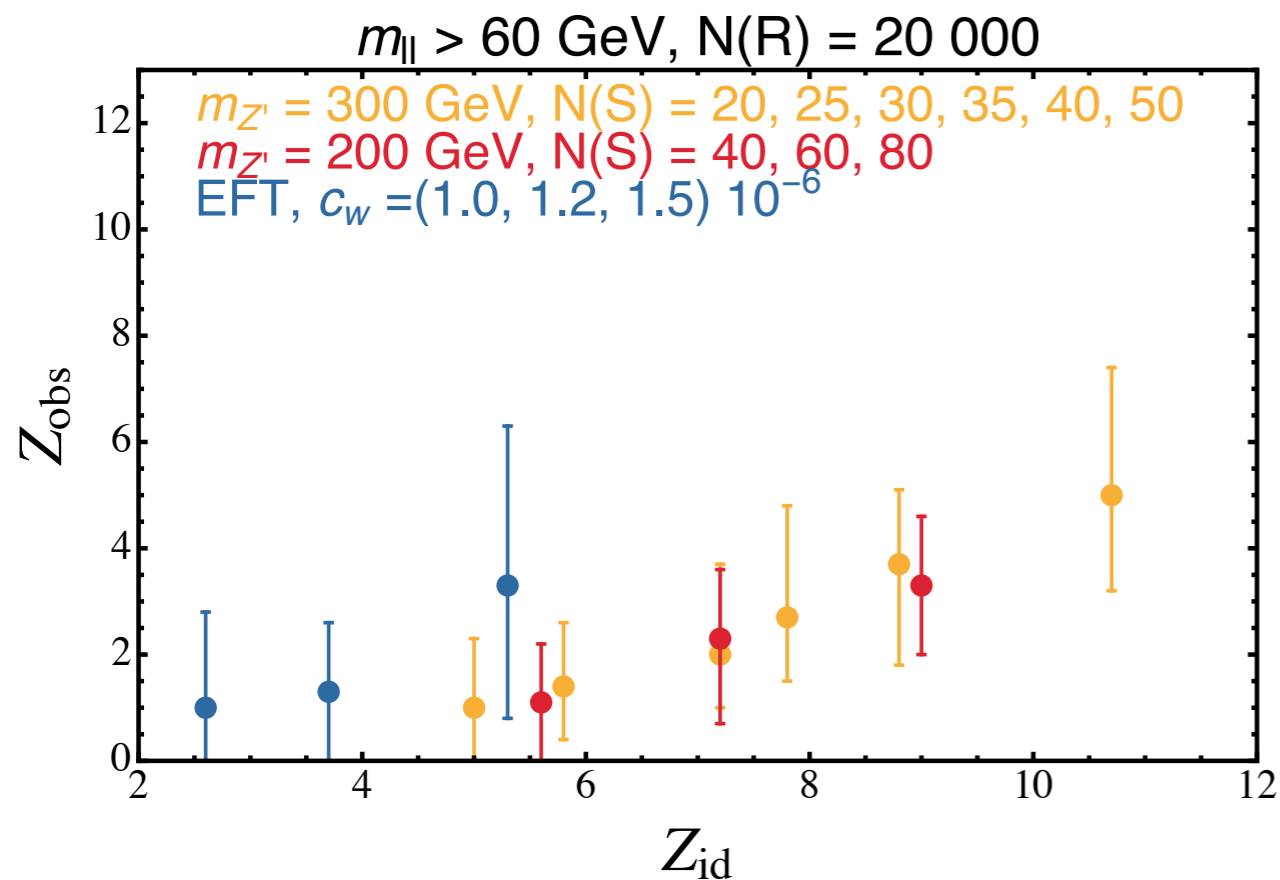 m_ll > 60 GeV, N(R) = 20 000
m_Z' = 300 GeV, N(S) = 20, 25, 30, 35, 40, 50
m_Z' = 200 GeV, N(S) = 40, 60, 80
EFT, c_w =(1.0, 1.2, 1.5) 10^−6
12
10
8
6
4
2
0
Z_obs
2 4 6 8 10 12
Z_id